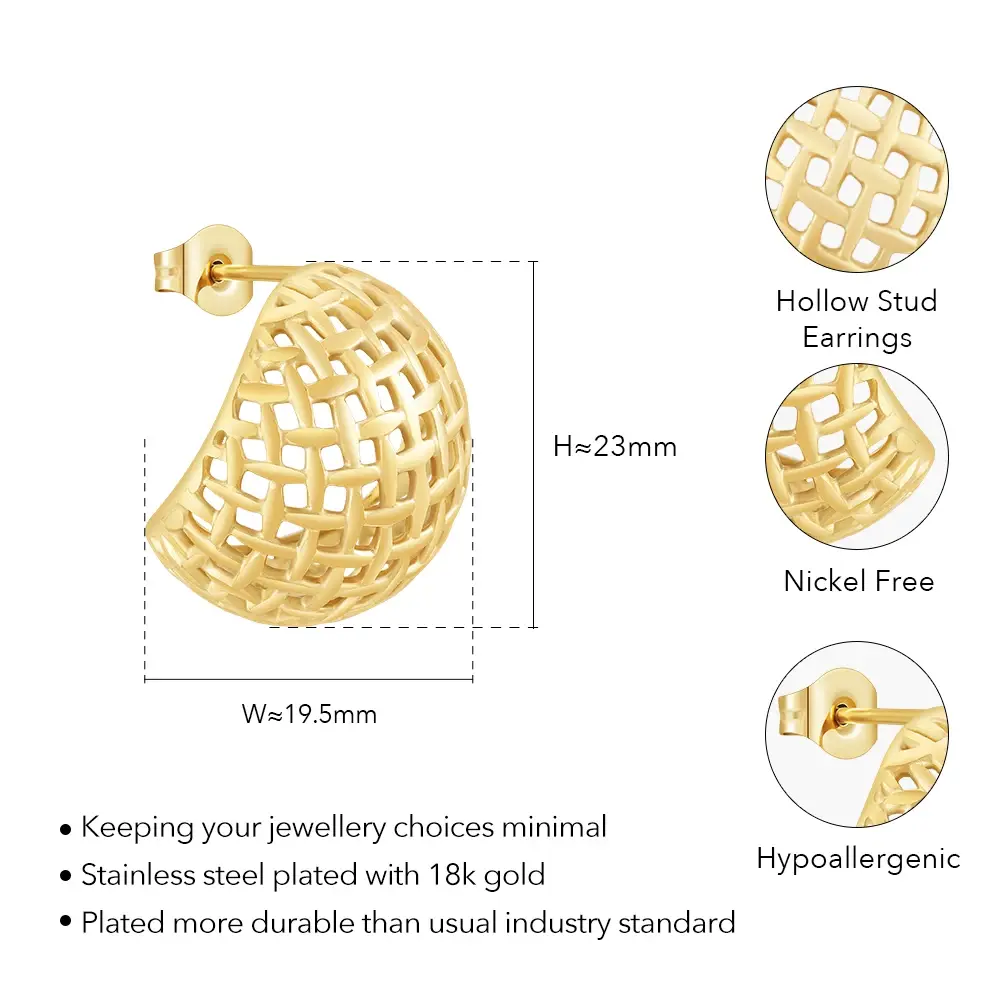 Hollow Stud
Earrings
H≈23mm
Nickel Free
W≈19.5mm
Hypoallergenic
• Keeping your jewellery choices minimal
• Stainless steel plated with 18k gold
• Plated more durable than usual industry standard